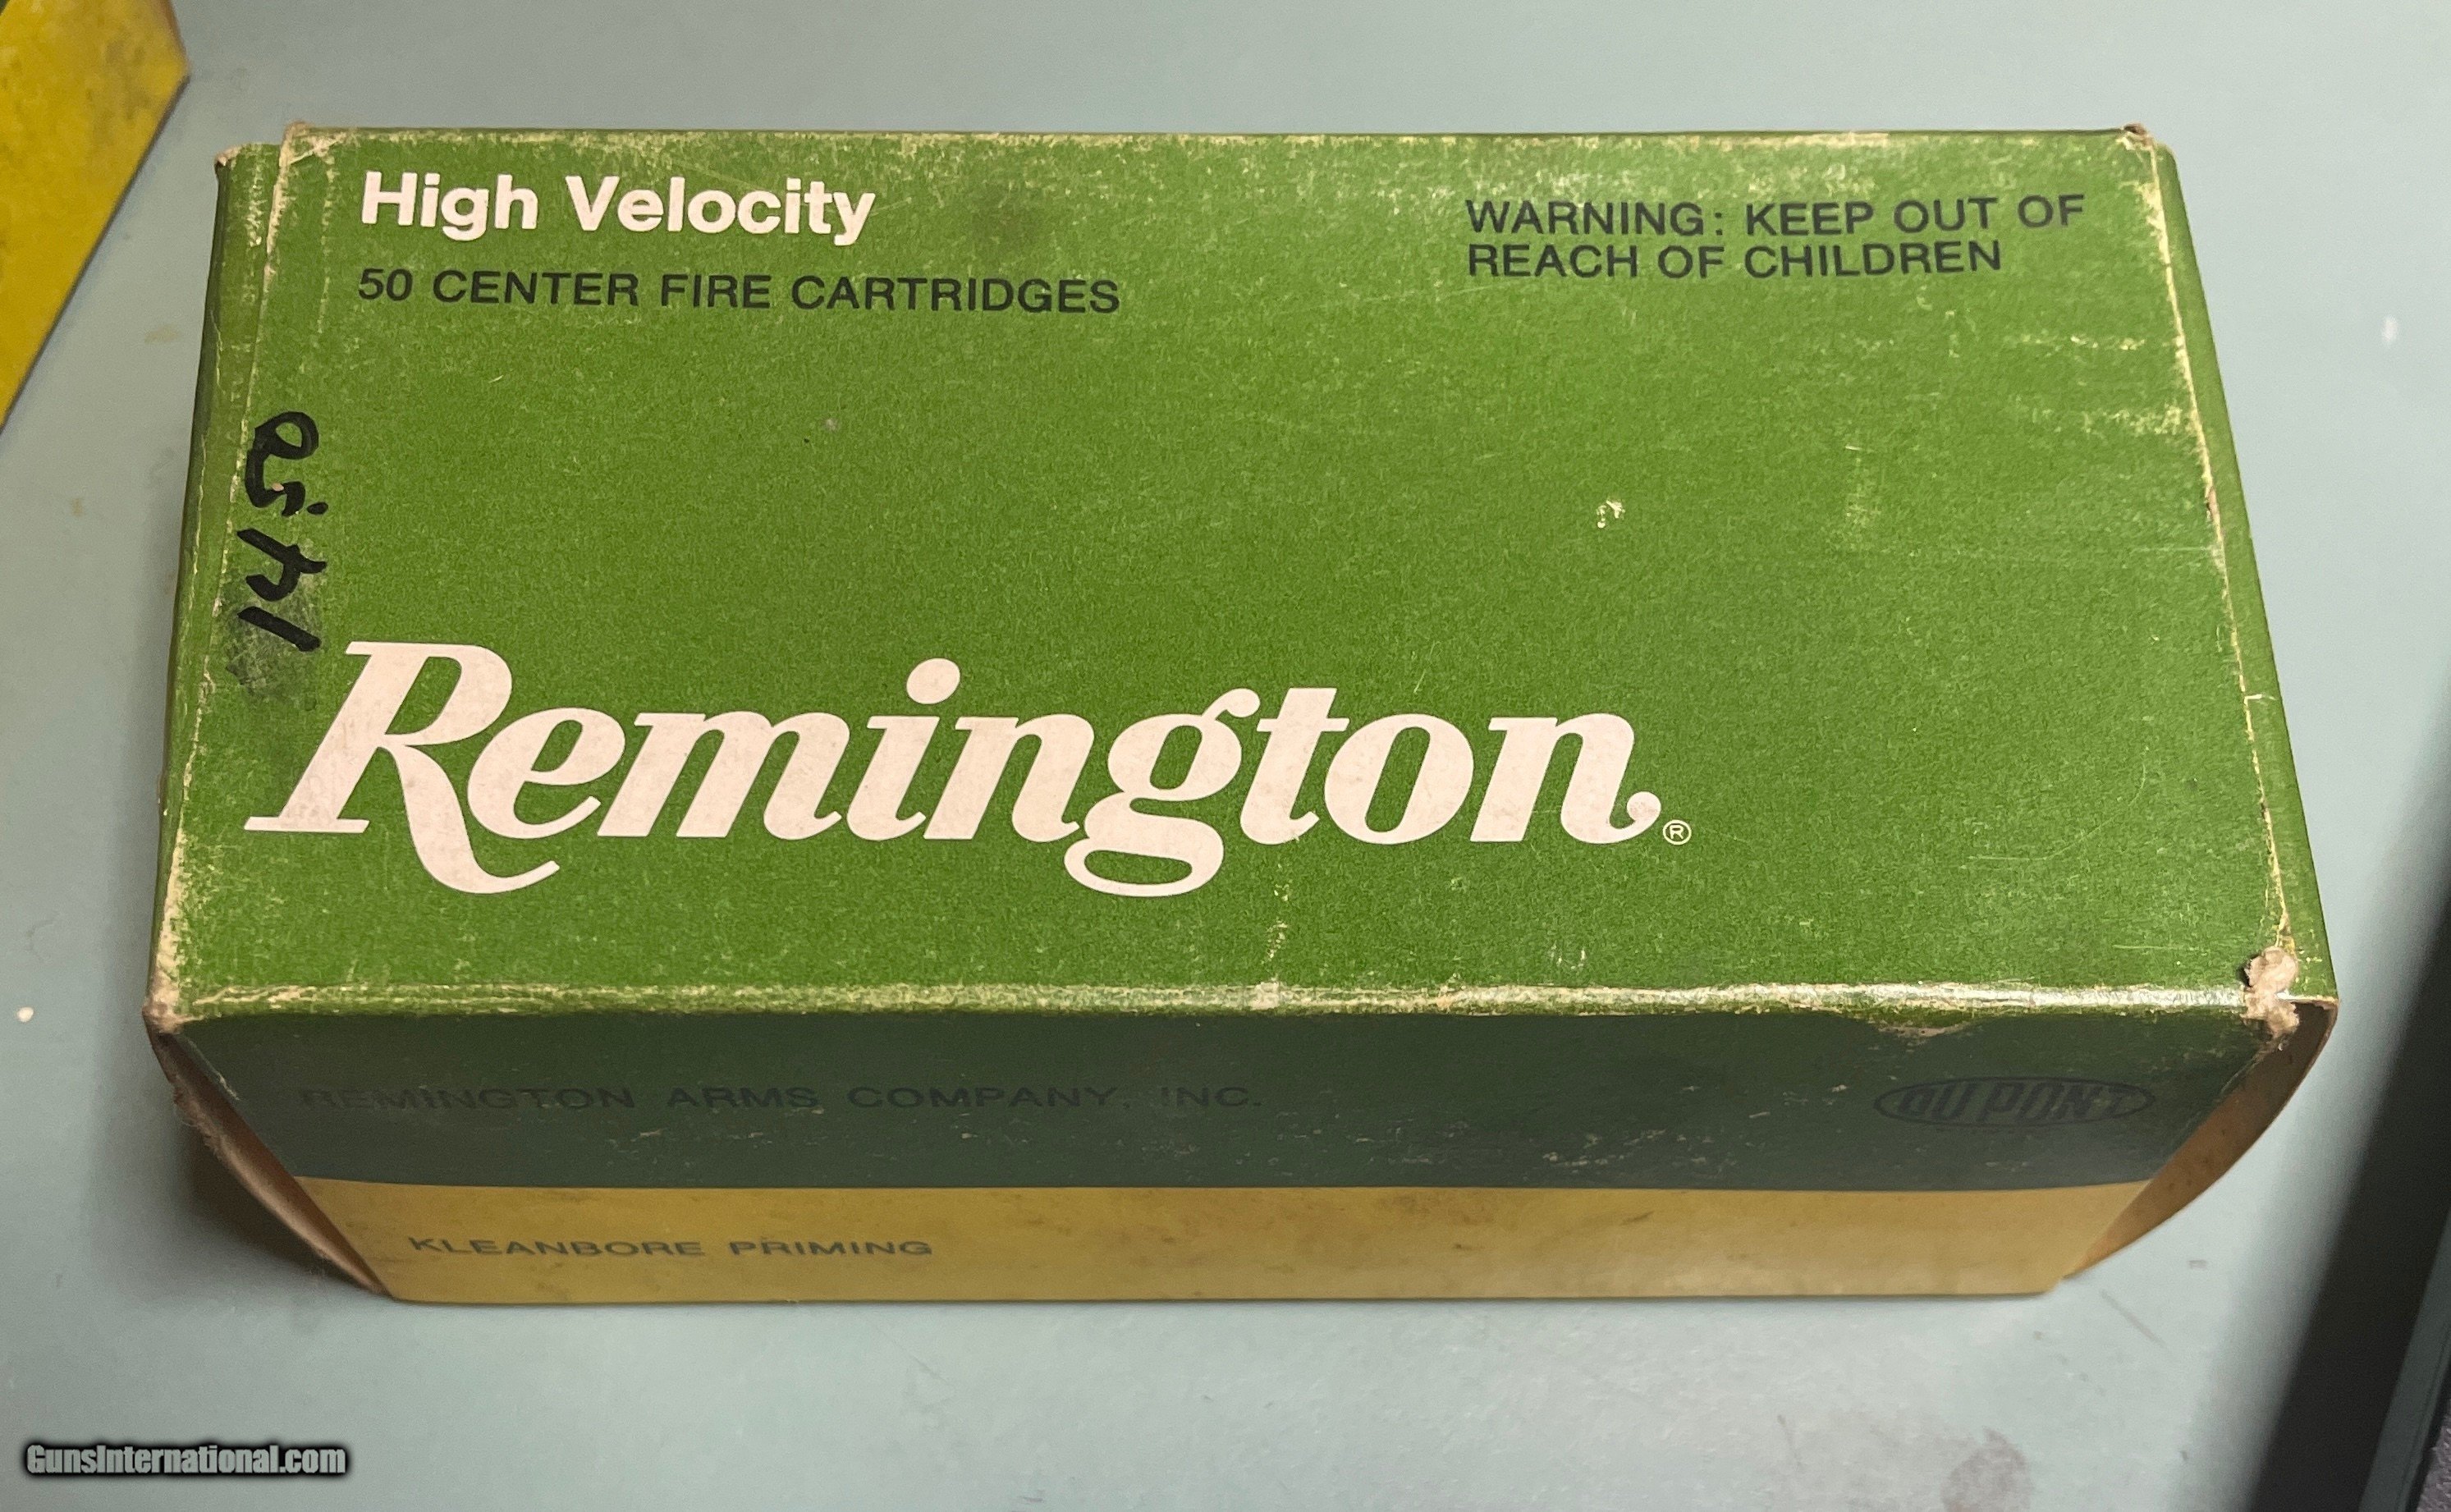 High Velocity
50 CENTER FIRE CARTRIDGES
WARNING: KEEP OUT OF
REACH OF CHILDREN
Remington®
REMINGTON ARMS COMPANY, INC.
DU PONT
KLEANBORE PRIMING
GunsInternational.com